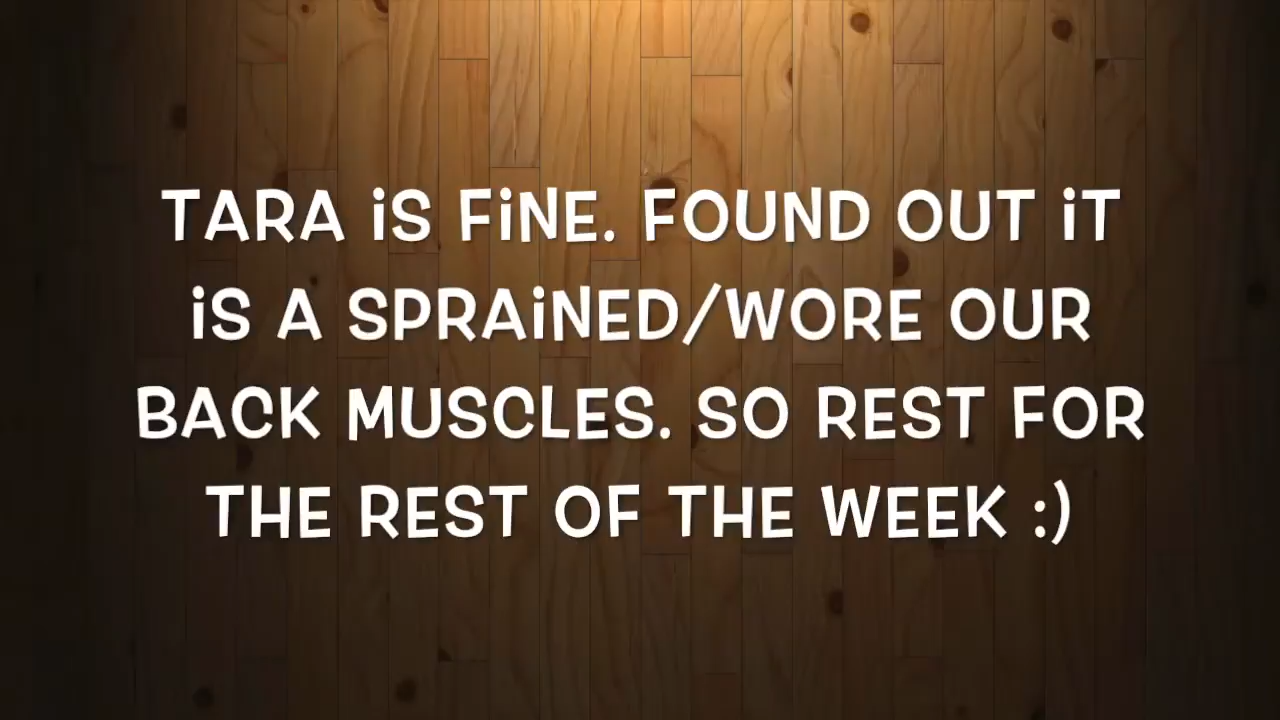 TARA iS FiNE. FOUND OUT iT
iS A SPRAiNED/WORE OUR
BACK MUSCLES. SO REST FOR
THE REST OF THE WEEK :)